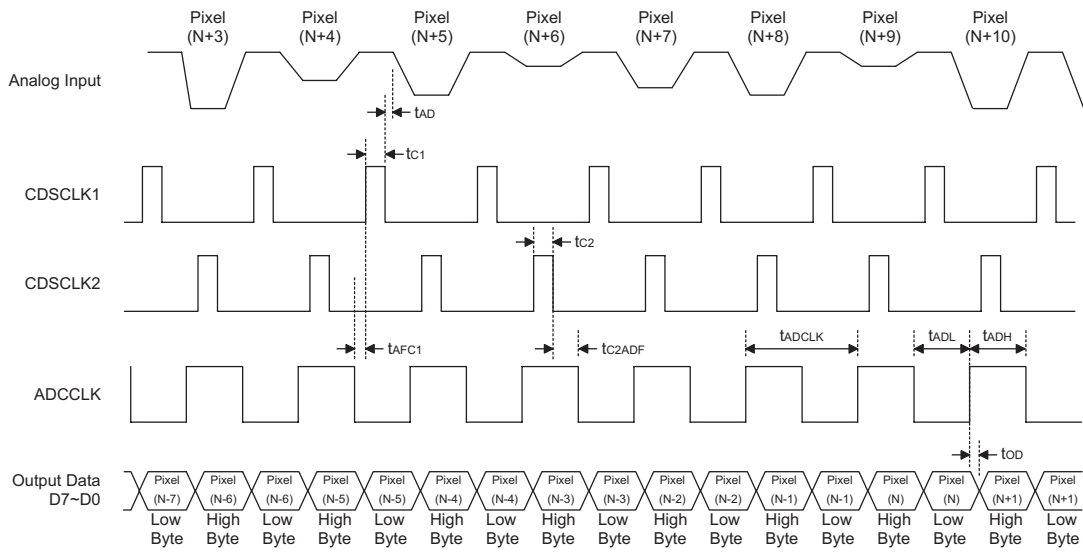 Pixel Pixel Pixel Pixel Pixel Pixel Pixel Pixel
(N+3) (N+4) (N+5) (N+6) (N+7) (N+8) (N+9) (N+10)
Analog Input
tAD
tC1
CDSCLK1
tC2
CDSCLK2
tAFC1 tC2ADF tADCLK tADL tADH
ADCCLK
tOD
Output Data
D7~D0
Pixel Pixel Pixel Pixel Pixel Pixel Pixel Pixel Pixel Pixel Pixel Pixel Pixel Pixel Pixel Pixel Pixel
(N-7) (N-6) (N-6) (N-5) (N-5) (N-4) (N-4) (N-3) (N-3) (N-2) (N-2) (N-1) (N-1) (N) (N) (N+1) (N+1)
Low High Low High Low High Low High Low High Low High Low High Low High Low
Byte Byte Byte Byte Byte Byte Byte Byte Byte Byte Byte Byte Byte Byte Byte Byte Byte